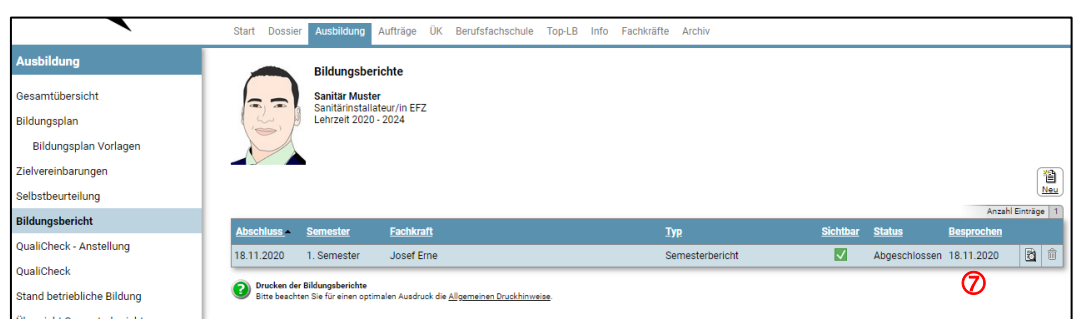 Start Dossier Ausbildung Aufträge ÜK Berufsfachschule Top-LB Info Fachkräfte Archiv
Ausbildung
Gesamtübersicht
Bildungsplan
Bildungsplan Vorlagen
Zielvereinbarungen
Selbstbeurteilung
Bildungsbericht
QualiCheck - Anstellung
QualiCheck
Stand betriebliche Bildung
Bildungsberichte
Sanitär Muster
Sanitärinstallateur/in EFZ
Lehrzeit 2020 - 2024
Neu
Anzahl Einträge 1
Abschluss Semester Fachkraft Typ Sichtbar Status Besprochen
18.11.2020 1. Semester Josef Erne Semesterbericht Abgeschlossen 18.11.2020
⑦
Drucken der Bildungsberichte
Bitte beachten Sie für einen optimalen Ausdruck die Allgemeinen Druckhinweise.